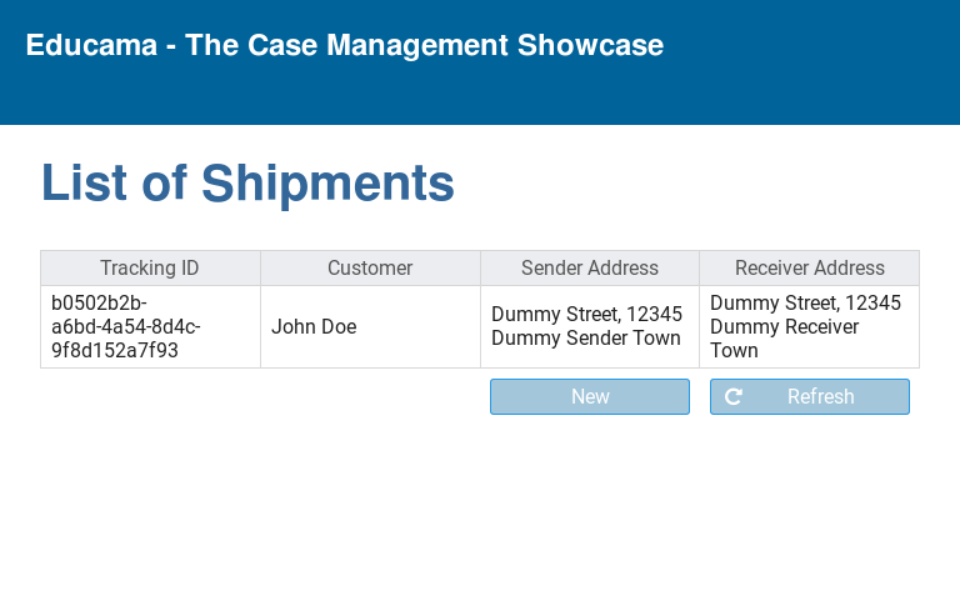 Educama - The Case Management Showcase
List of Shipments
Tracking ID
Customer
Sender Address
Receiver Address
b0502b2b-
a6bd-4a54-8d4c-
9f8d152a7f93
John Doe
Dummy Street, 12345
Dummy Sender Town
Dummy Street, 12345
Dummy Receiver
Town
New
Refresh